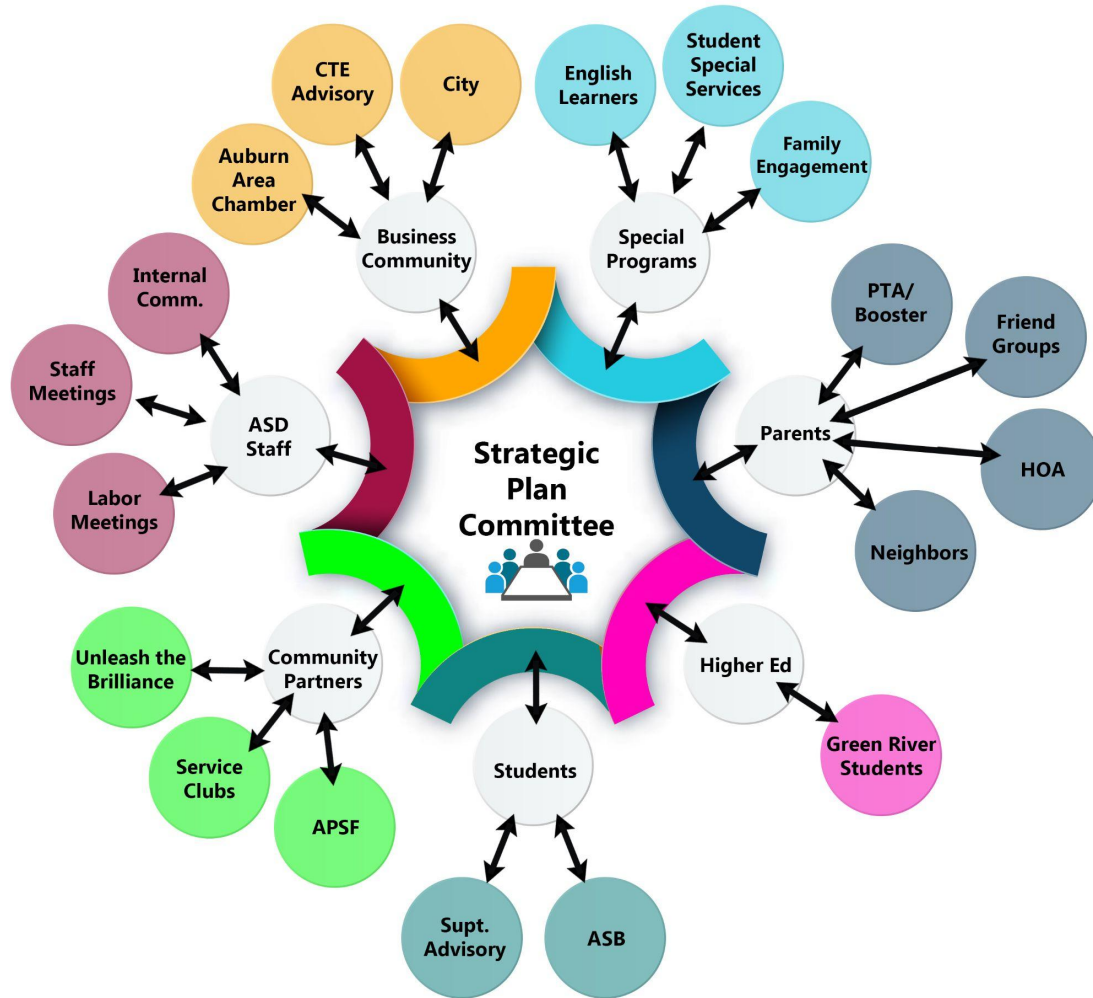 CTE
Advisory
City
English
Learners
Student
Special
Services
Auburn
Area
Chamber
Family
Engagement
Business
Community
Special
Programs
Internal
Comm.
PTA/
Booster
Friend
Groups
Staff
Meetings
ASD
Staff
Parents
HOA
Labor
Meetings
Neighbors
Strategic
Plan
Committee
Unleash the
Brilliance
Community
Partners
Higher Ed
Service
Clubs
APSF
Students
Green River
Students
Supt.
Advisory
ASB